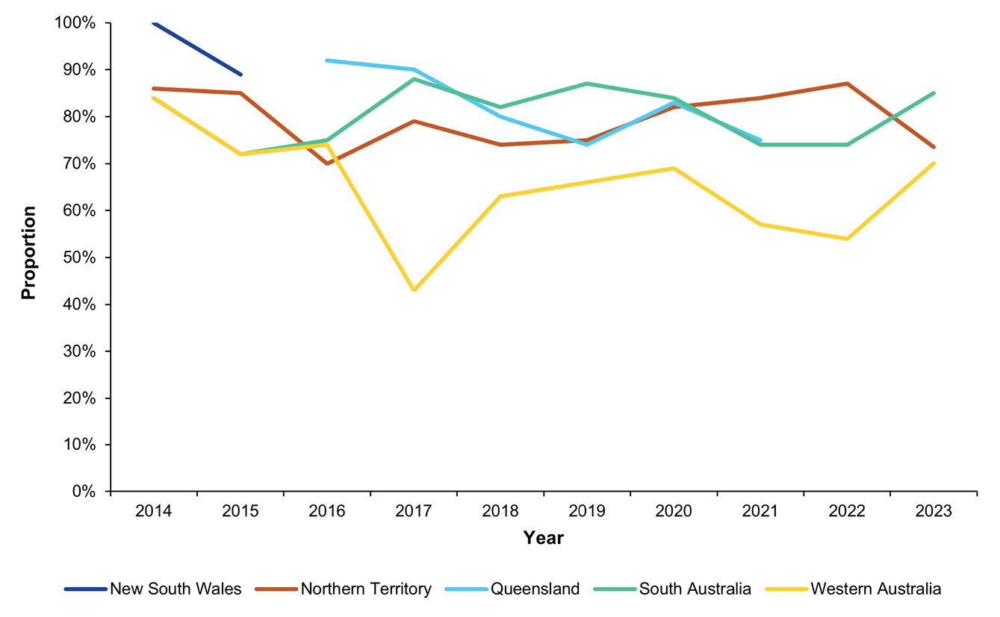 100%
90%
80%
70%
60%
50%
40%
30%
20%
10%
0%
Proportion
2014 2015 2016 2017 2018 2019 2020 2021 2022 2023
Year
New South Wales Northern Territory Queensland South Australia Western Australia